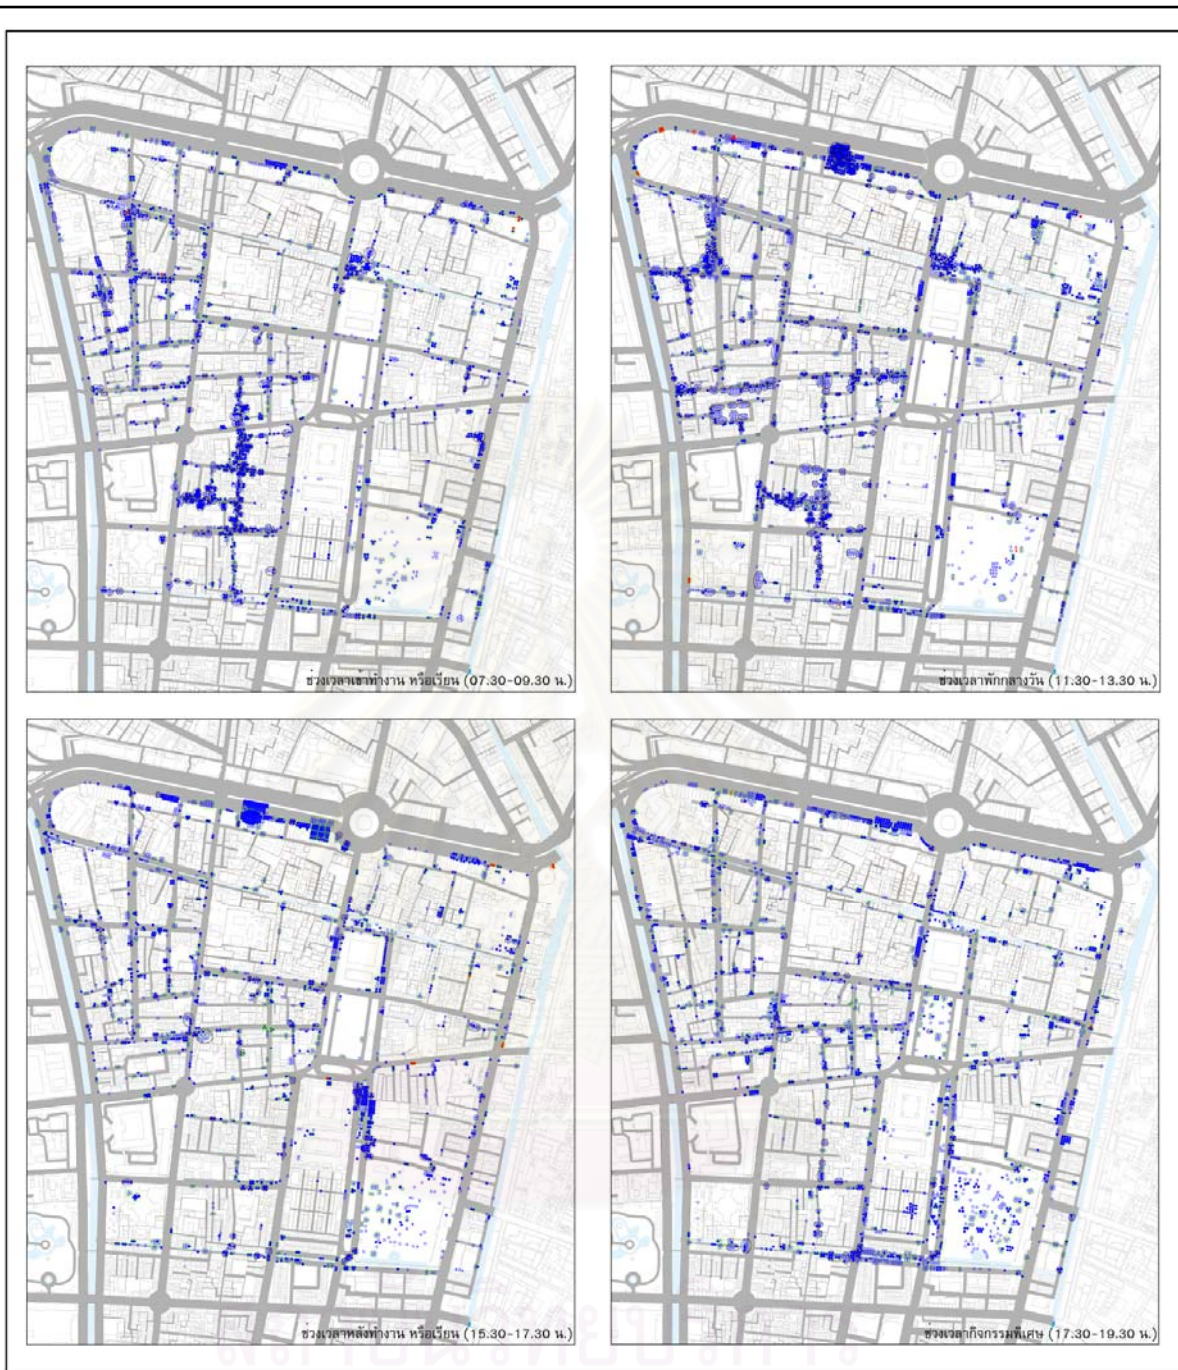 ช่วงเวลาเข้าทำงาน หรือเรียน (07.30-09.30 น.)
ช่วงเวลาพักกลางวัน (11.30-13.30 น.)
ช่วงเวลาหลังทำงาน หรือเรียน (15.30-17.30 น.)
ช่วงเวลากิจกรรมพิเศษ (17.30-19.30 น.)